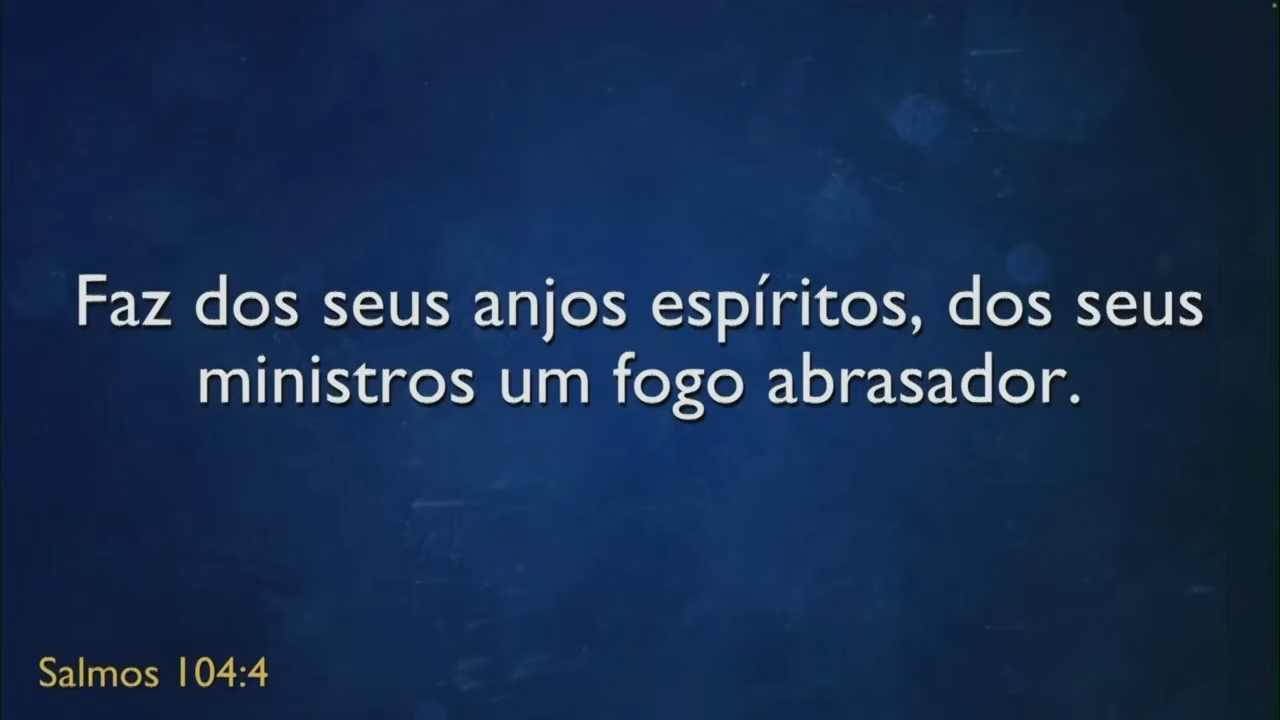 Faz dos seus anjos espíritos, dos seus
ministros um fogo abrasador.
Salmos 104:4